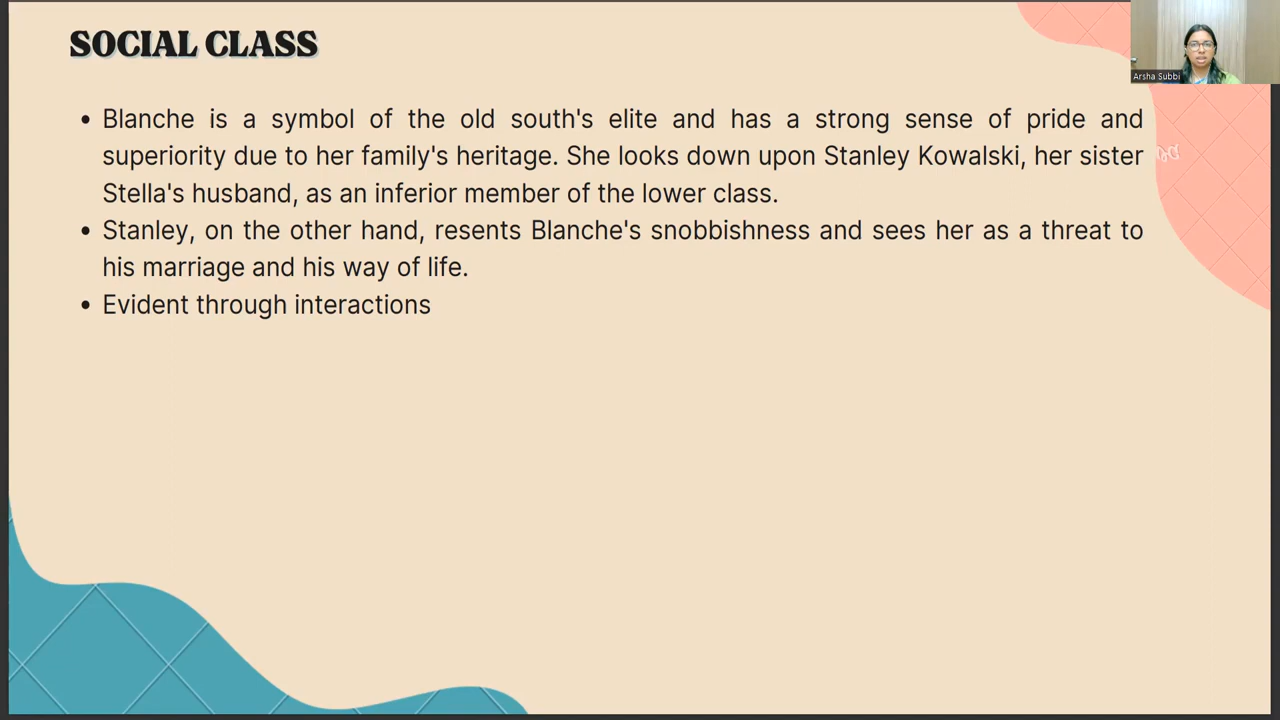 SOCIAL CLASS
Arsha Subbi
• Blanche is a symbol of the old south's elite and has a strong sense of pride and
superiority due to her family's heritage. She looks down upon Stanley Kowalski, her sister
Stella's husband, as an inferior member of the lower class.
• Stanley, on the other hand, resents Blanche's snobbishness and sees her as a threat to
his marriage and his way of life.
• Evident through interactions